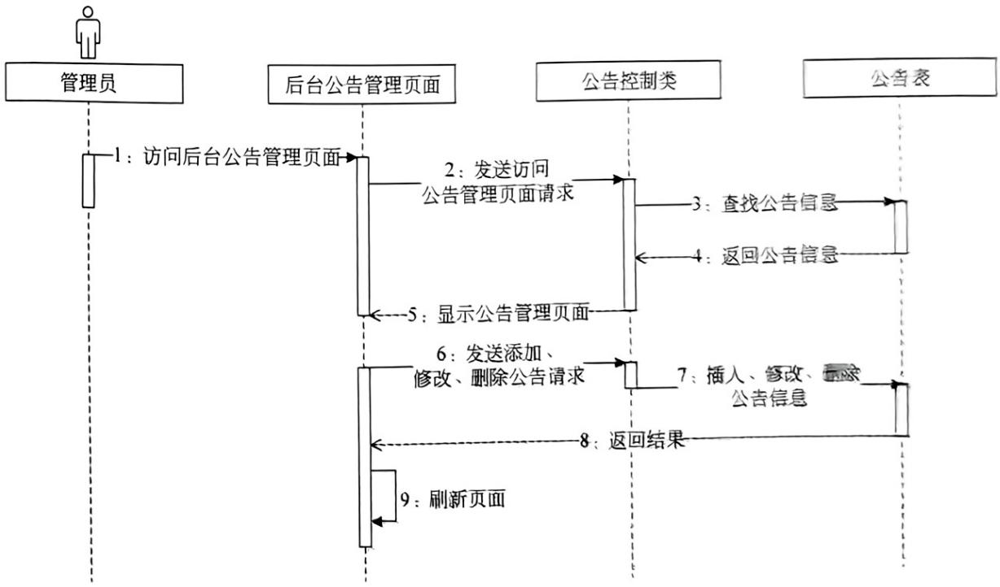 管理员
后台公告管理页面
公告控制类
公告表
1：访问后台公告管理页面
2：发送访问
公告管理页面请求
3：查找公告信息
4：返回公告信息
5：显示公告管理页面
6：发送添加、
修改、删除公告请求
7：插入、修改、
公告信息
8：返回结果
9：刷新页面